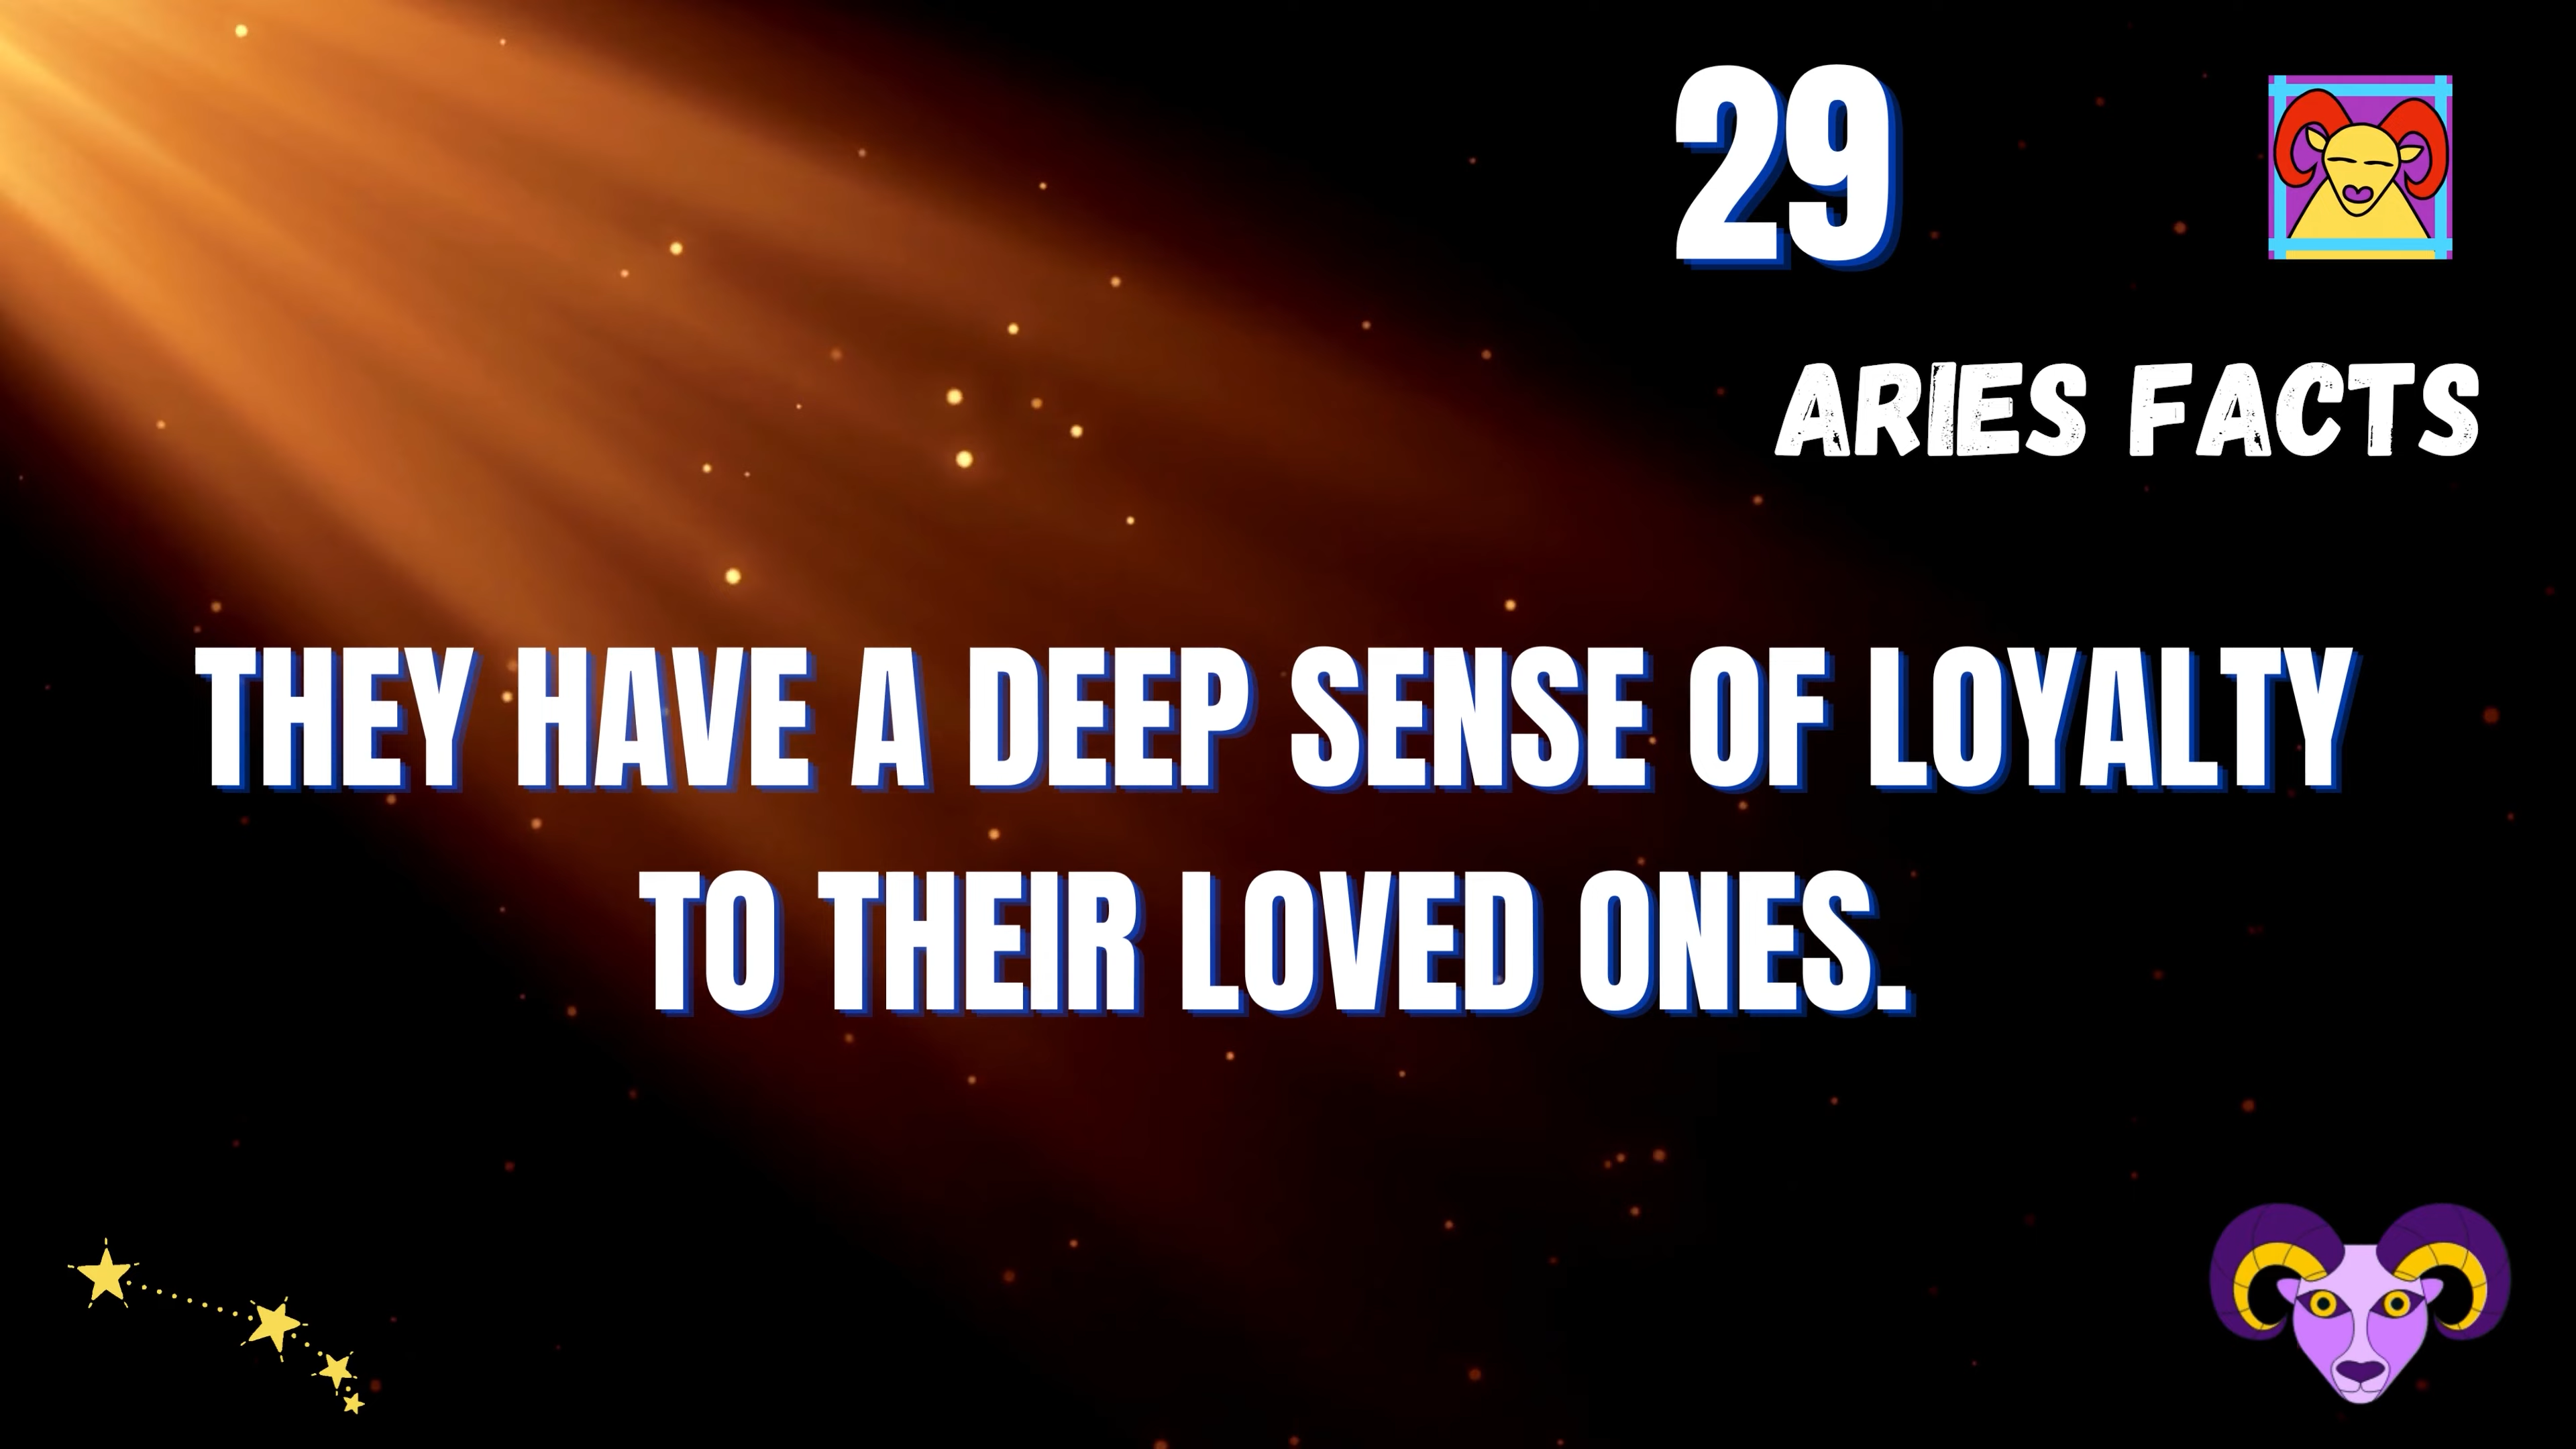 29
ARIES FACTS
THEY HAVE A DEEP SENSE OF LOYALTY
TO THEIR LOVED ONES.